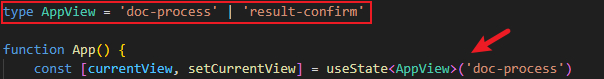 type AppView = 'doc-process' | 'result-confirm'
function App() {
const [currentView, setCurrentView] = useState<AppView>('doc-process')